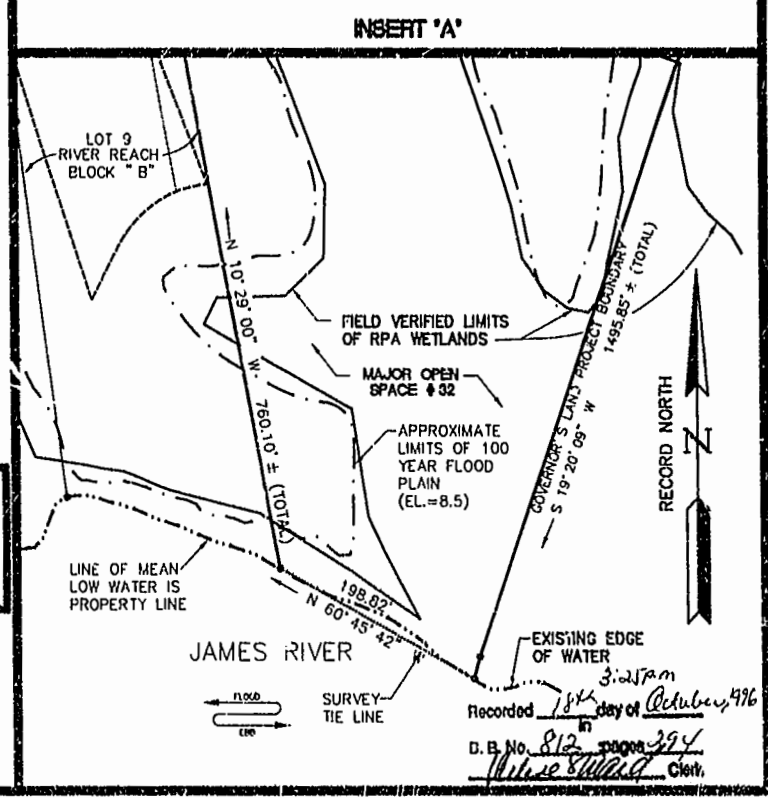 INSERT "A"
LOT 9
RIVER REACH
BLOCK "B"
N 10° 29' 00" W 760.10' ± (TOTAL)
FIELD VERIFIED LIMITS
OF RPA WETLANDS
MAJOR OPEN
SPACE #32
APPROXIMATE
LIMITS OF 100
YEAR FLOOD
PLAIN
(EL.=8.5)
GOVERNOR'S LAND PROJECT BOUNDARY
S 19° 20' 09" W 1495.85' ± (TOTAL)
RECORD NORTH
N
LINE OF MEAN
LOW WATER IS
PROPERTY LINE
198.82'
N 60° 45' 42" W
JAMES RIVER
FLOOD
EBB
SURVEY
TIE LINE
EXISTING EDGE
OF WATER
3:25pm
Recorded 18th day of October, 1996
in
D. B. No. 812 pages 394
Clerk